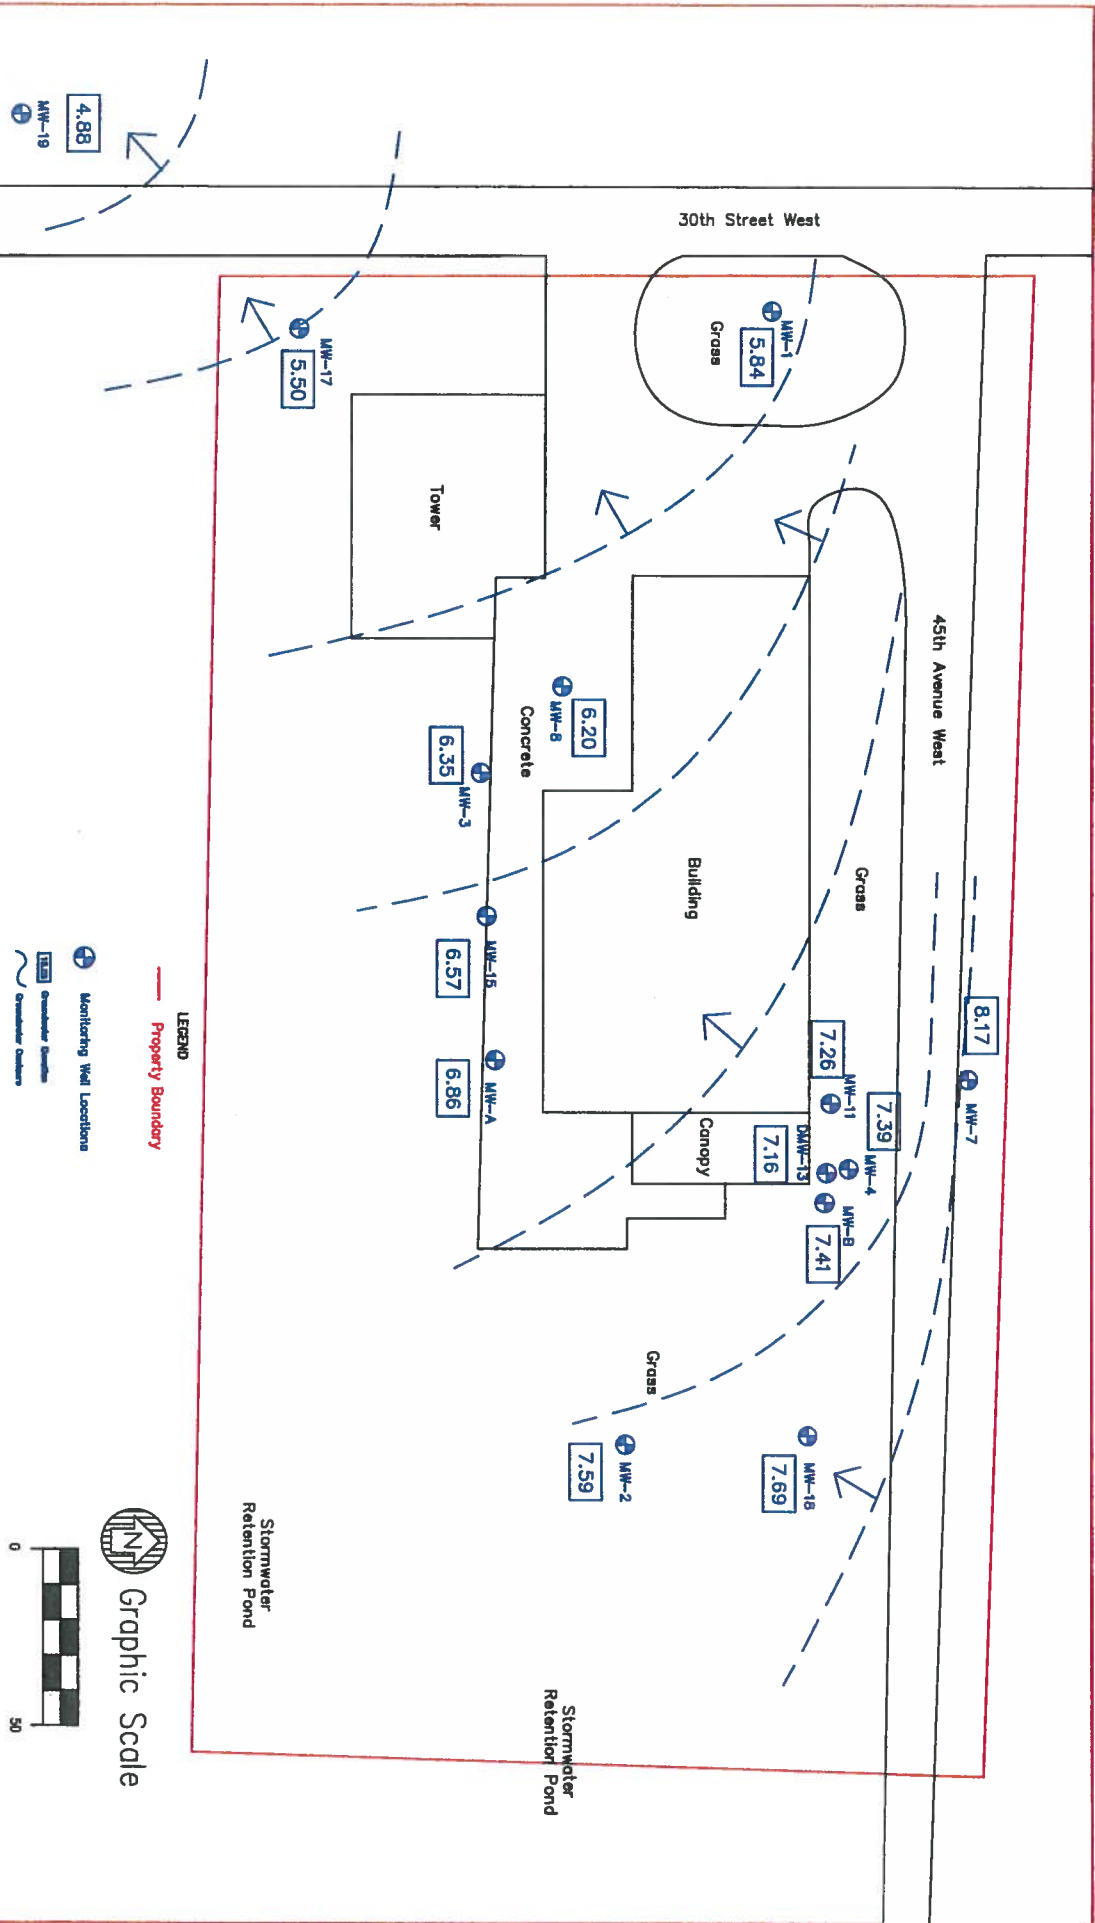 45th Avenue West
30th Street West
8.17
MW-7
MW-1
5.84
Grass
Grass
7.26
MW-11
7.39
MW-4
DMW-13
7.16
MW-B
7.41
MW-18
7.69
Building
Canopy
Grass
MW-2
7.59
6.20
MW-8
Concrete
Tower
6.35
MW-3
MW-15
6.57
MW-A
6.86
MW-17
5.50
4.88
MW-19
Stormwater
Retention Pond
Stormwater
Retention Pond
LEGEND
Property Boundary
Monitoring Well Locations
Groundwater Elevation
Groundwater Contours
N
Graphic Scale
0
50